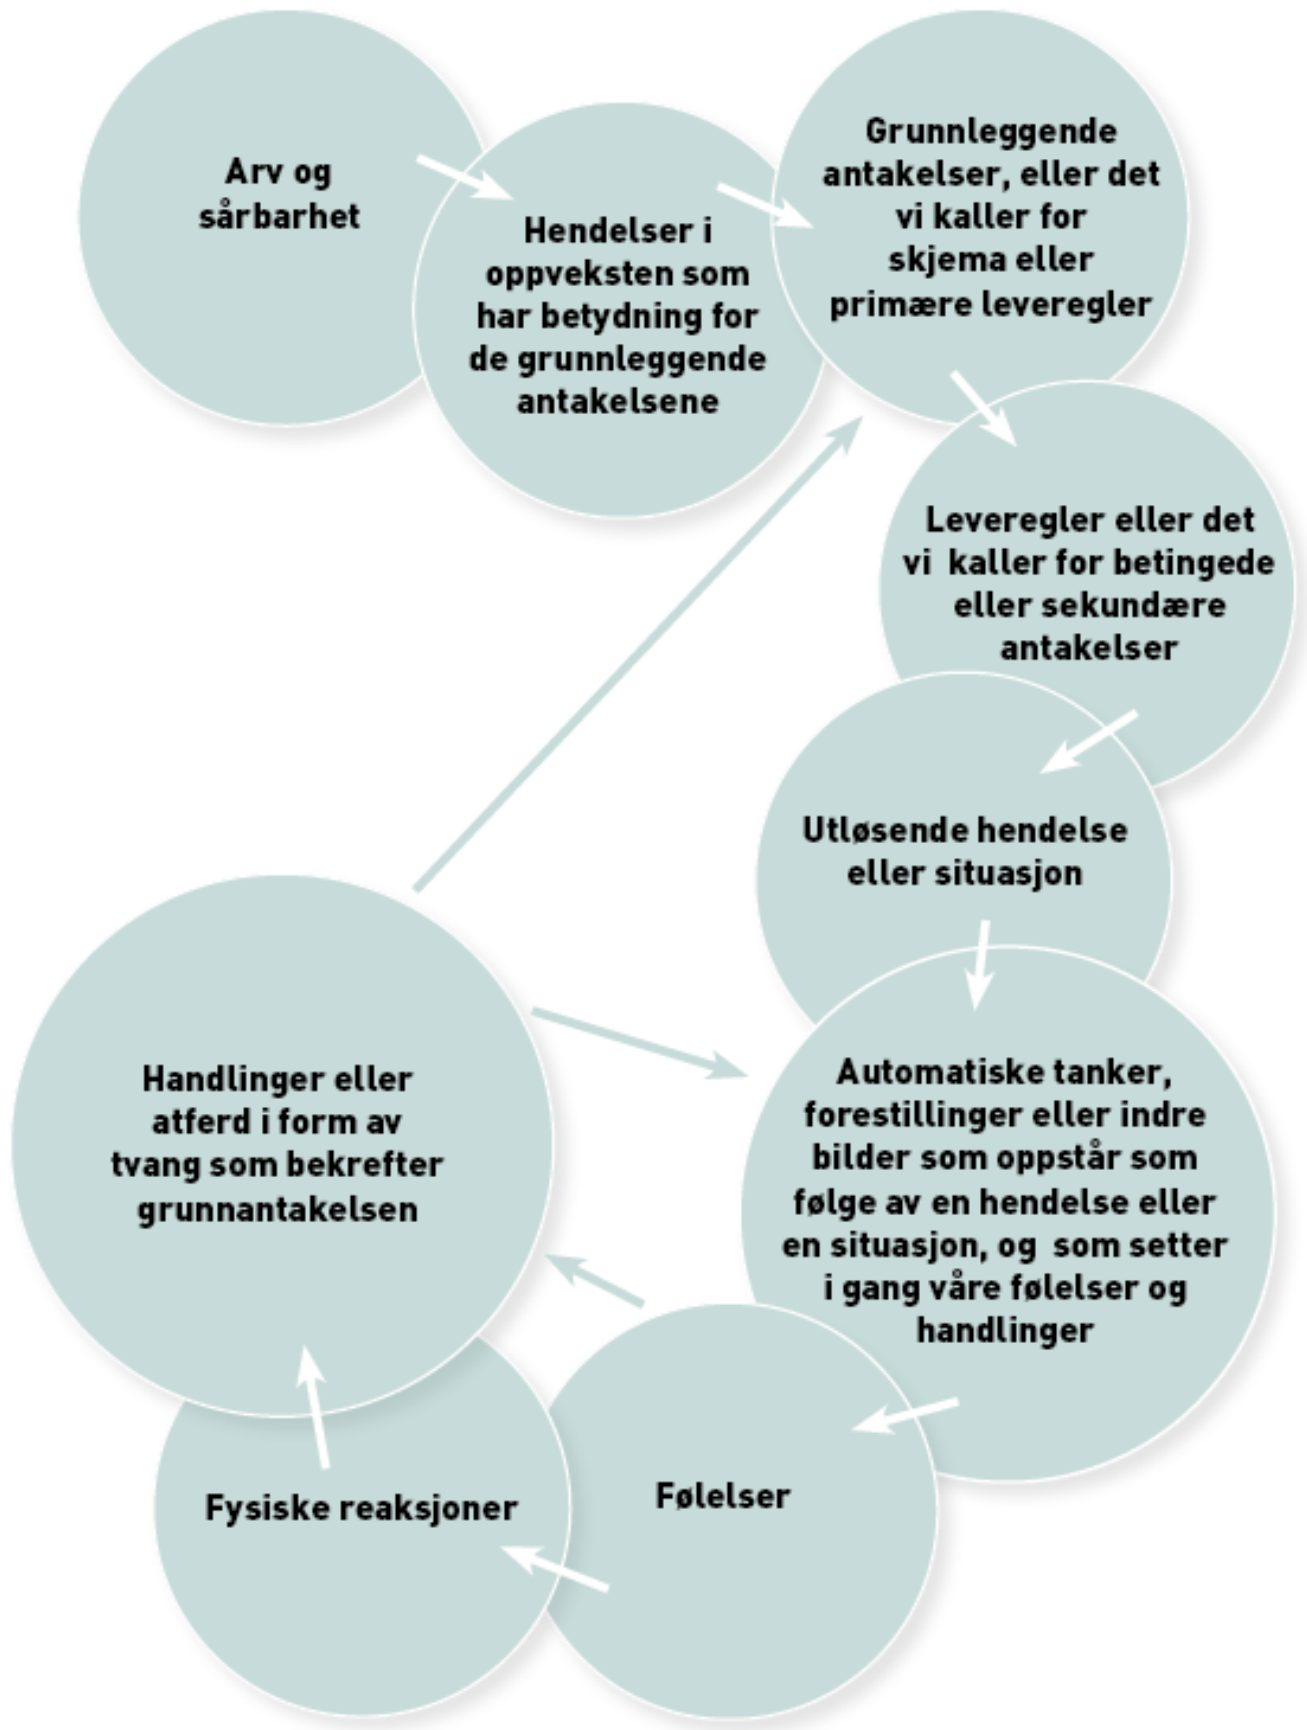 Arv og
sårbarhet
Hendelser i
oppveksten som
har betydning for
de grunnleggende
antakelsene
Grunnleggende
antakelser, eller det
vi kaller for
skjema eller
primære leveregler
Leveregler eller det
vi kaller for betingede
eller sekundære
antakelser
Utløsende hendelse
eller situasjon
Automatiske tanker,
forestillinger eller indre
bilder som oppstår som
følge av en hendelse eller
en situasjon, og som setter
i gang våre følelser og
handlinger
Følelser
Fysiske reaksjoner
Handlinger eller
atferd i form av
tvang som bekrefter
grunnantakelsen